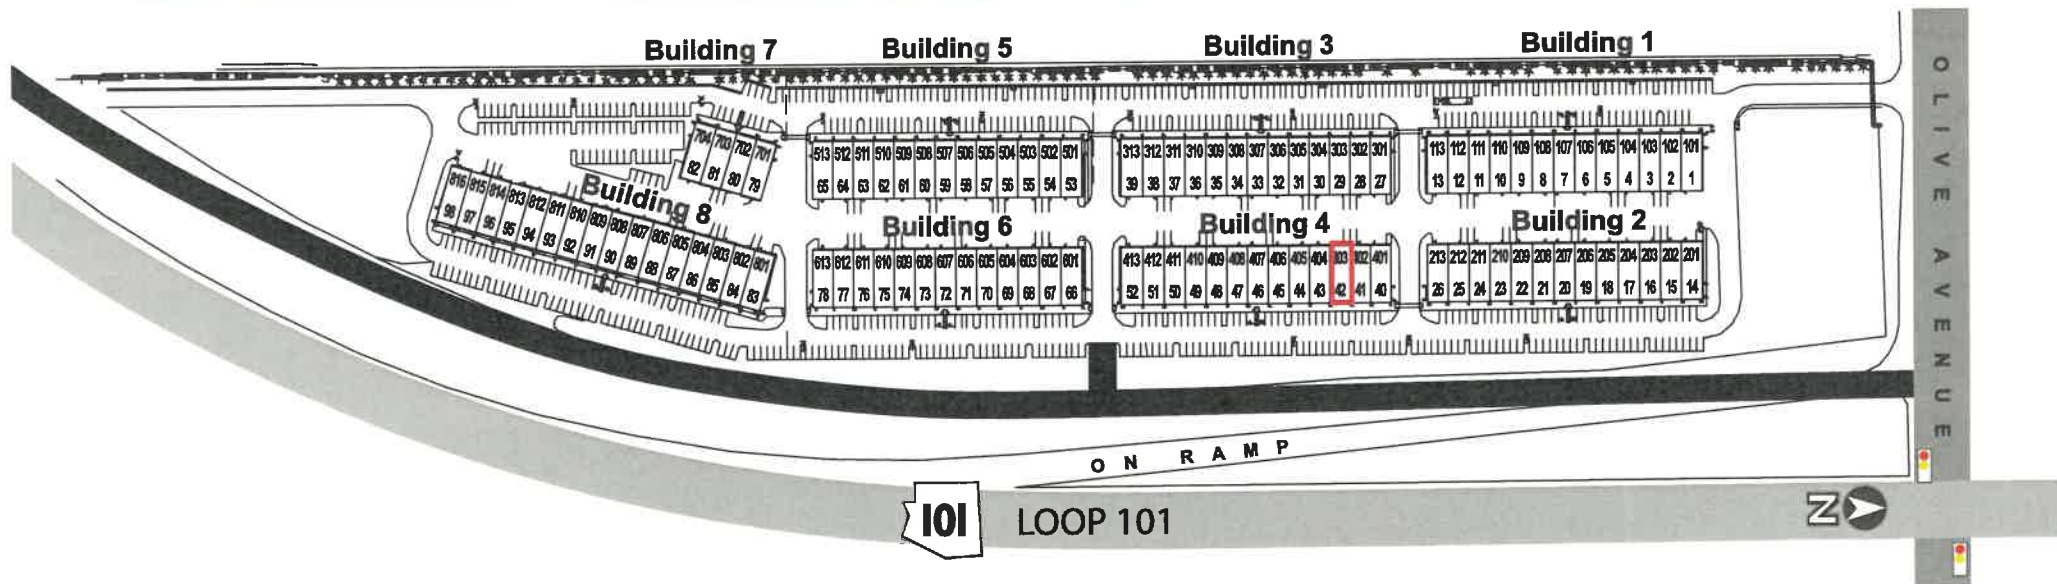 Building 7 Building 5 Building 3 Building 1
704 703 702 701
82 81 80 79
513 512 511 510 509 508 507 506 505 504 503 502 501
65 64 63 62 61 60 59 58 57 56 55 54 53
313 312 311 310 309 308 307 306 305 304 303 302 301
39 38 37 36 35 34 33 32 31 30 29 28 27
113 112 111 110 109 108 107 106 105 104 103 102 101
13 12 11 10 9 8 7 6 5 4 3 2 1
Building 8
816 815 814 813 812 811 810 809 808 807 806 805 804 803 802 801
98 97 96 95 94 93 92 91 90 89 88 87 86 85 84 83
Building 6 Building 4 Building 2
613 612 611 610 609 608 607 606 605 604 603 602 601
78 77 76 75 74 73 72 71 70 69 68 67 66
413 412 411 410 409 408 407 406 405 404 303 302 401
52 51 50 49 48 47 46 45 44 43 42 41 40
213 212 211 210 209 208 207 206 205 204 203 202 201
26 25 24 23 22 21 20 19 18 17 16 15 14
OLIVE AVENUE
ON RAMP
101 LOOP 101
N